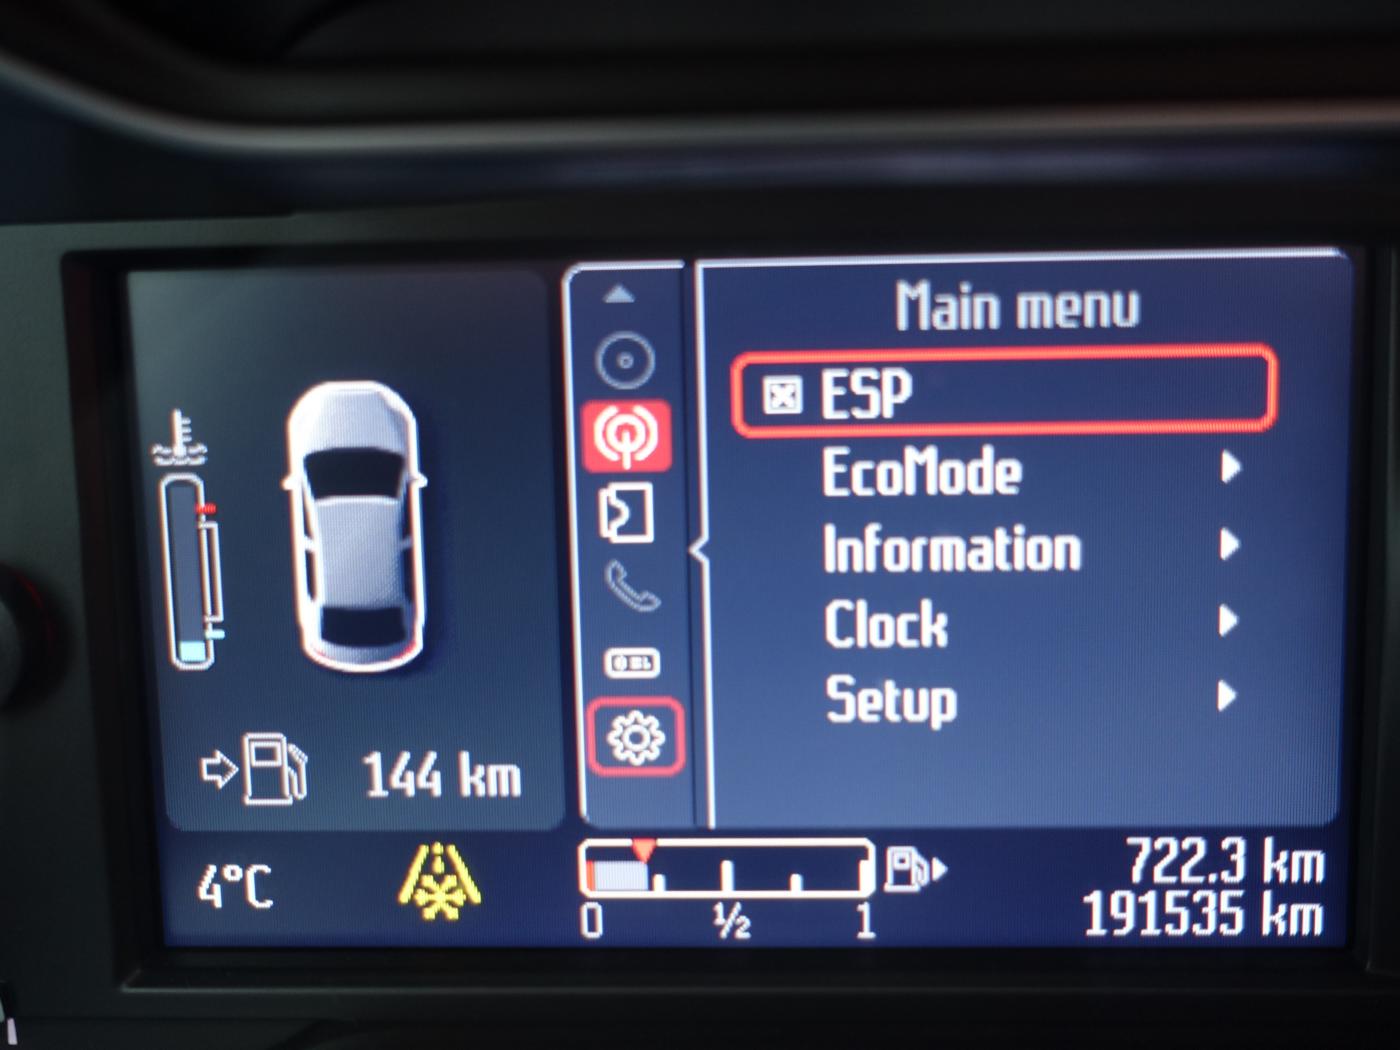 Main menu
ESP
EcoMode
Information
Clock
Setup
144 km
4°C
0 ½ 1
722.3 km
191535 km